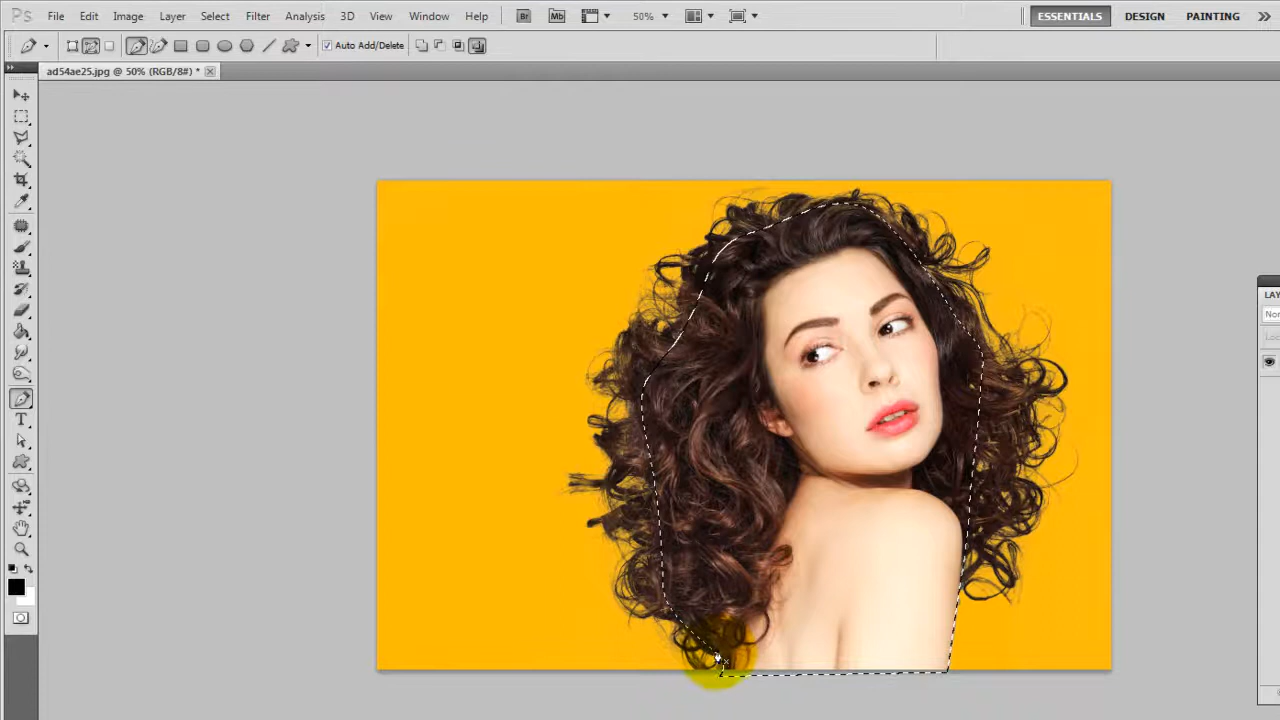 Ps File Edit Image Layer Select Filter Analysis 3D View Window Help Br Mb 50% ESSENTIALS DESIGN PAINTING
Auto Add/Delete
ad54ae25.jpg @ 50% (RGB/8#) *
LAY
Nor
Loc
T